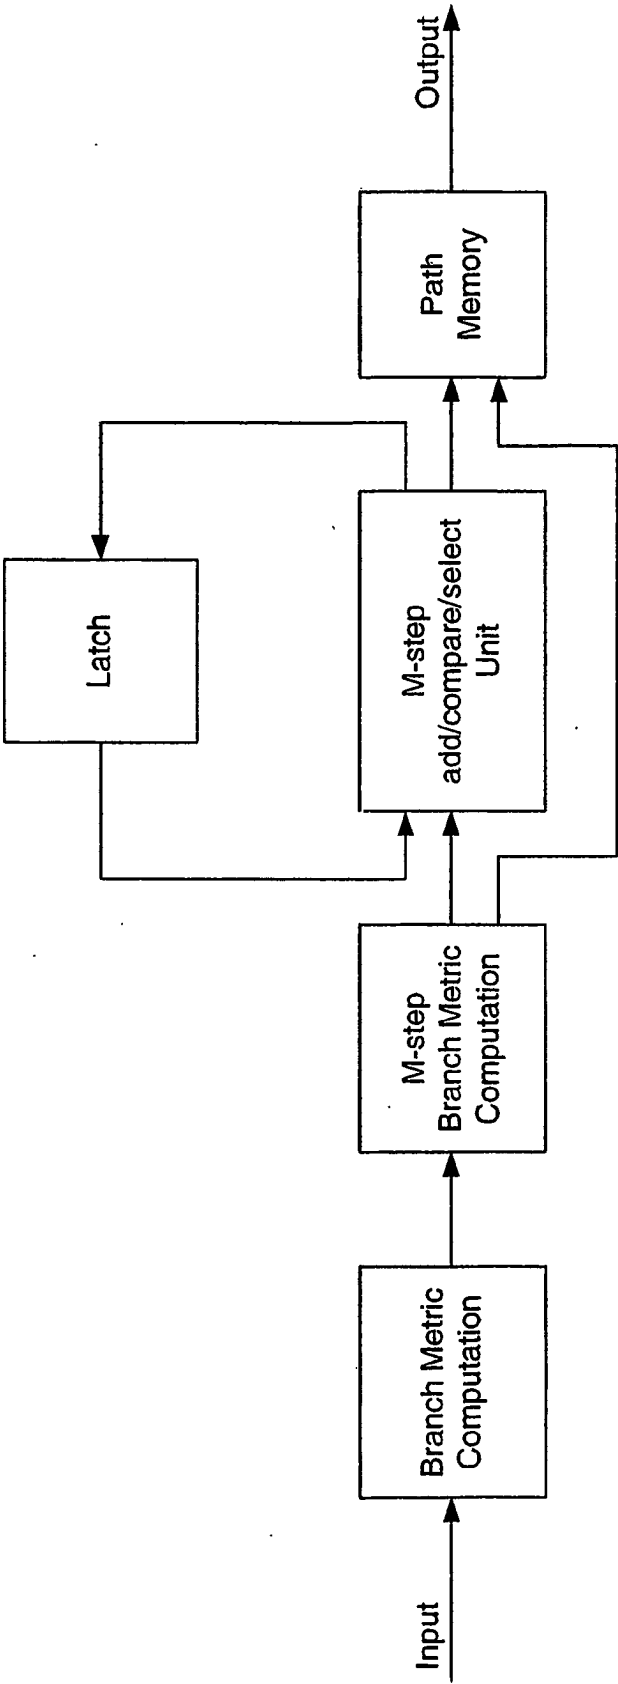 Input
Branch Metric
Computation
M-step
Branch Metric
Computation
M-step
add/compare/select
Unit
Latch
Path
Memory
Output